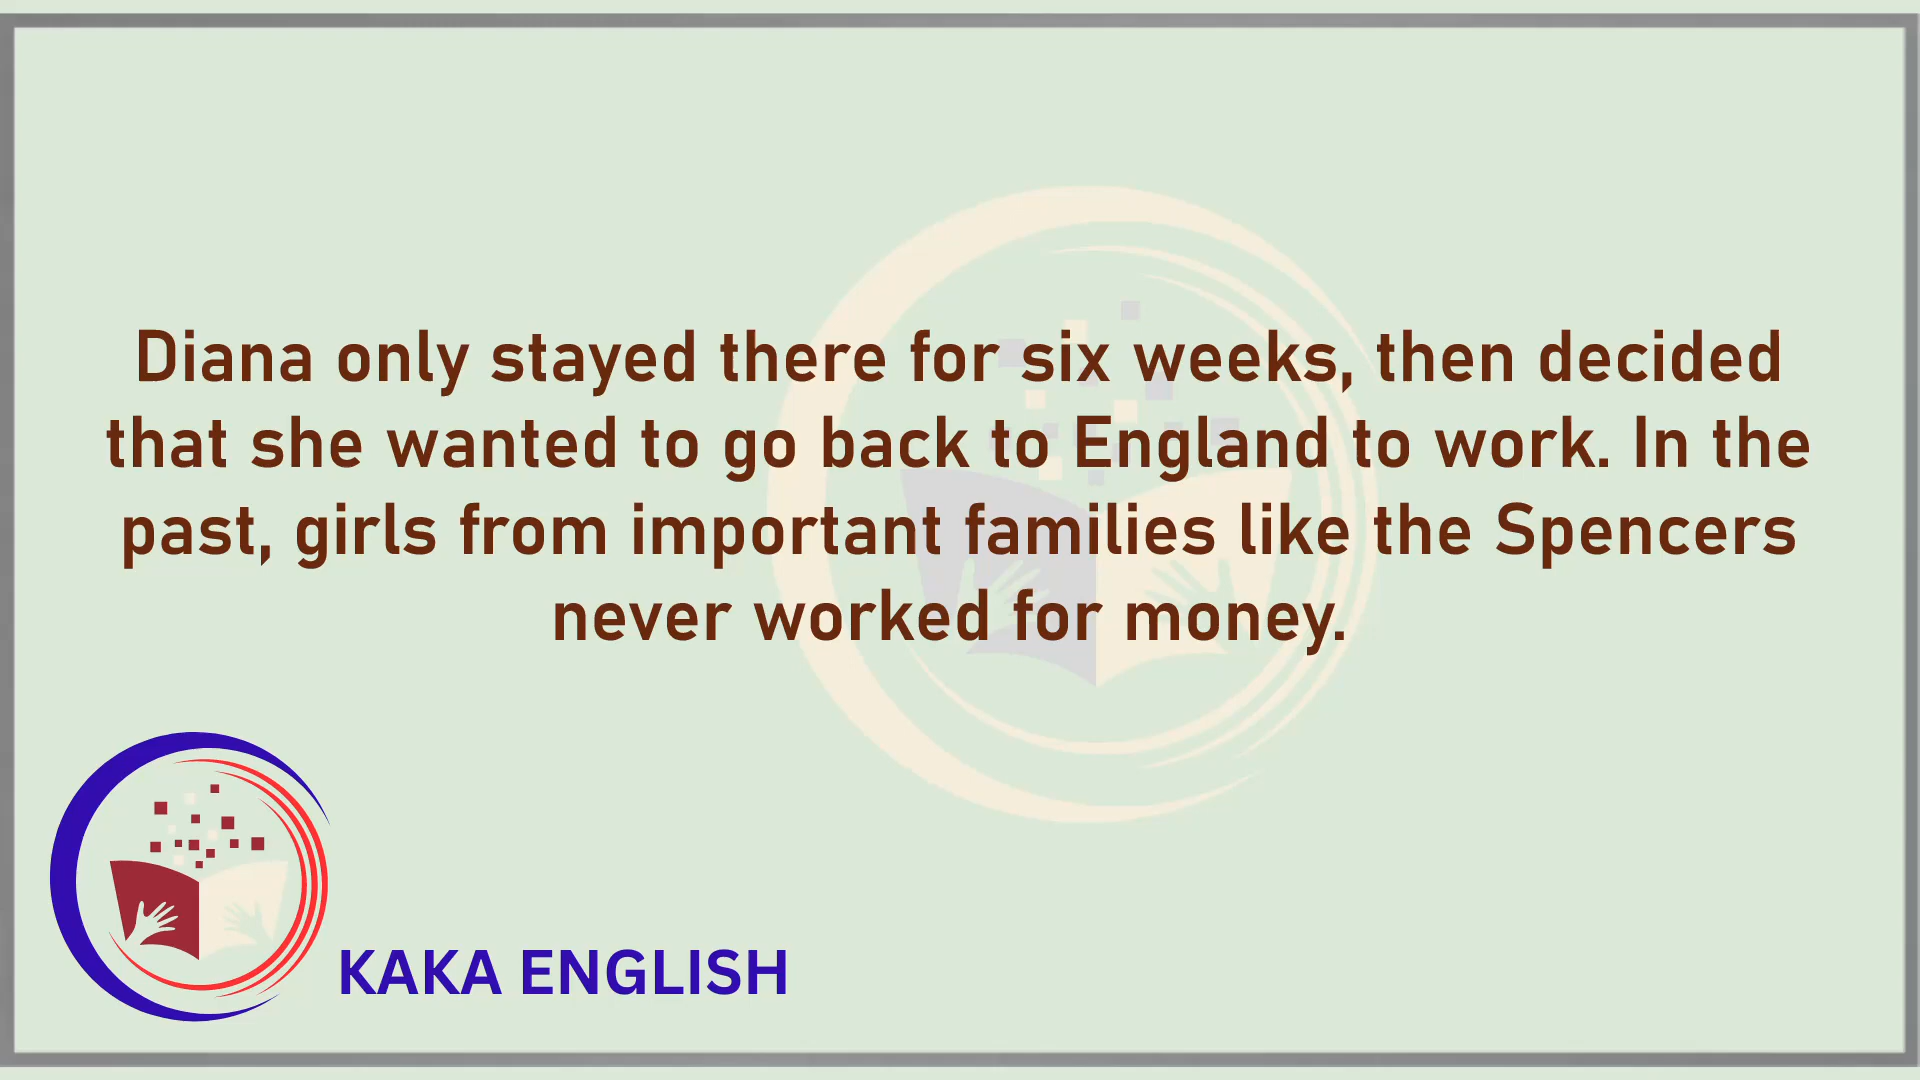 Diana only stayed there for six weeks, then decided
that she wanted to go back to England to work. In the
past, girls from important families like the Spencers
never worked for money.
KAKA ENGLISH